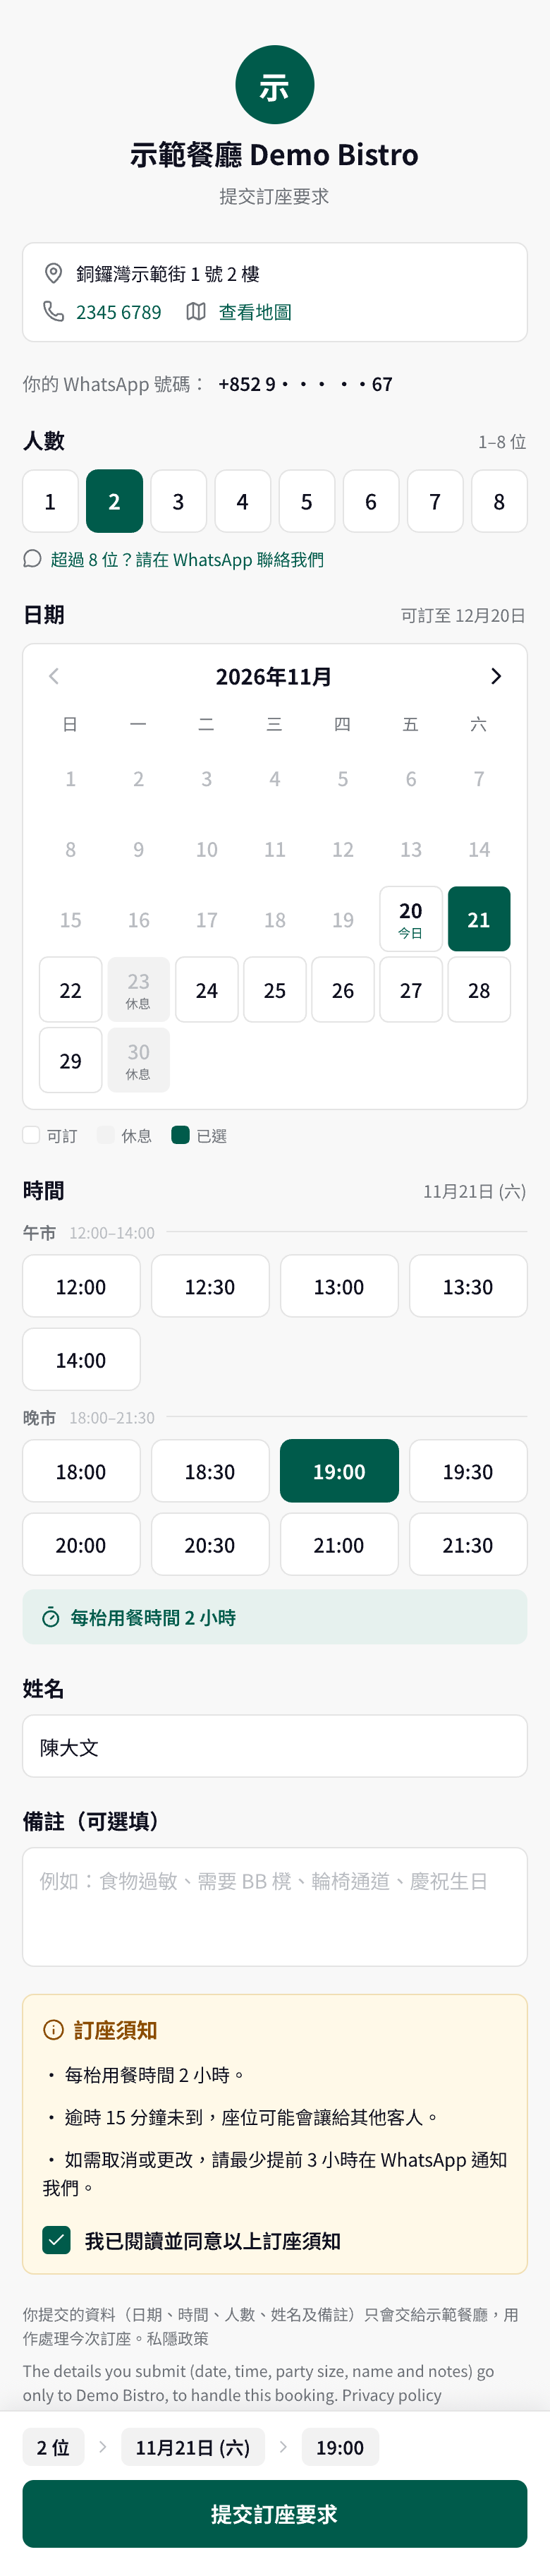 示
示範餐廳 Demo Bistro
提交訂座要求
銅鑼灣示範街 1 號 2 樓
2345 6789 查看地圖
你的 WhatsApp 號碼： +852 9• • • • •67
人數 1–8 位
1 2 3 4 5 6 7 8
超過 8 位？請在 WhatsApp 聯絡我們
日期 可訂至 12月20日
2026年11月
日 一 二 三 四 五 六
1 2 3 4 5 6 7
8 9 10 11 12 13 14
15 16 17 18 19 20 21
今日
22 23 24 25 26 27 28
休息
29 30
休息
可訂 休息 已選
時間 11月21日 (六)
午市 12:00–14:00
12:00 12:30 13:00 13:30
14:00
晚市 18:00–21:30
18:00 18:30 19:00 19:30
20:00 20:30 21:00 21:30
每枱用餐時間 2 小時
姓名
陳大文
備註（可選填）
例如：食物過敏、需要 BB 櫈、輪椅通道、慶祝生日
訂座須知
• 每枱用餐時間 2 小時。
• 逾時 15 分鐘未到，座位可能會讓給其他客人。
• 如需取消或更改，請最少提前 3 小時在 WhatsApp 通知
我們。
我已閱讀並同意以上訂座須知
你提交的資料（日期、時間、人數、姓名及備註）只會交給示範餐廳，用
作處理今次訂座。私隱政策
The details you submit (date, time, party size, name and notes) go
only to Demo Bistro, to handle this booking. Privacy policy
2 位 11月21日 (六) 19:00
提交訂座要求